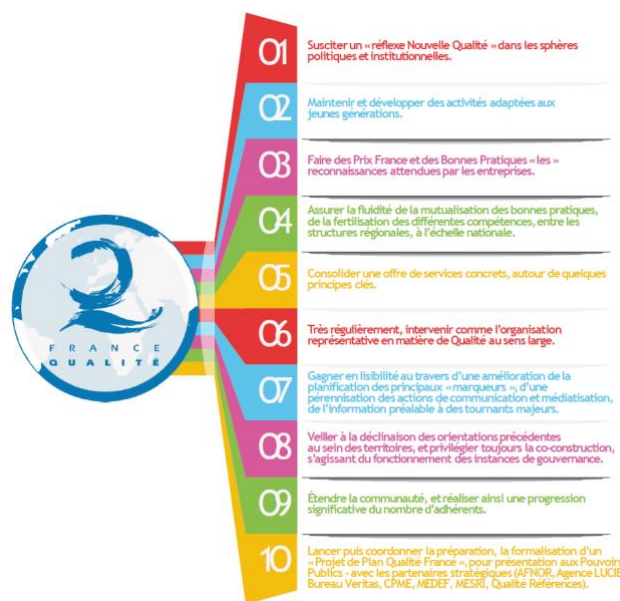 FRANCE
QUALITÉ
01
Susciter un « réflexe Nouvelle Qualité » dans les sphères
politiques et institutionnelles.
02
Maintenir et développer des activités adaptées aux
jeunes générations.
03
Faire des Prix France et des Bonnes Pratiques « les »
reconnaissances attendues par les entreprises.
04
Assurer la fluidité de la mutualisation des bonnes pratiques,
de la fertilisation des différentes compétences, entre les
structures régionales, à l'échelle nationale.
05
Consolider une offre de services concrets, autour de quelques
principes clés.
06
Très régulièrement, intervenir comme l'organisation
représentative en matière de Qualité au sens large.
07
Gagner en lisibilité au travers d'une amélioration de la
planification des principaux « marqueurs », d'une
pérennisation des actions de communication et médiatisation,
de l'information préalable à des tournants majeurs.
08
Veiller à la déclinaison des orientations précédentes
au sein des territoires, et privilégier toujours la co-construction,
s'agissant du fonctionnement des instances de gouvernance.
09
Étendre la communauté, et réaliser ainsi une progression
significative du nombre d'adhérents.
10
Lancer puis coordonner la préparation, la formalisation d'un
« Projet de Plan Qualité France », pour présentation aux Pouvoirs
Publics - avec les partenaires stratégiques (AFNOR, Agence LUCIE
Bureau Veritas, CPME, MEDEF, MESRI, Qualité Références).